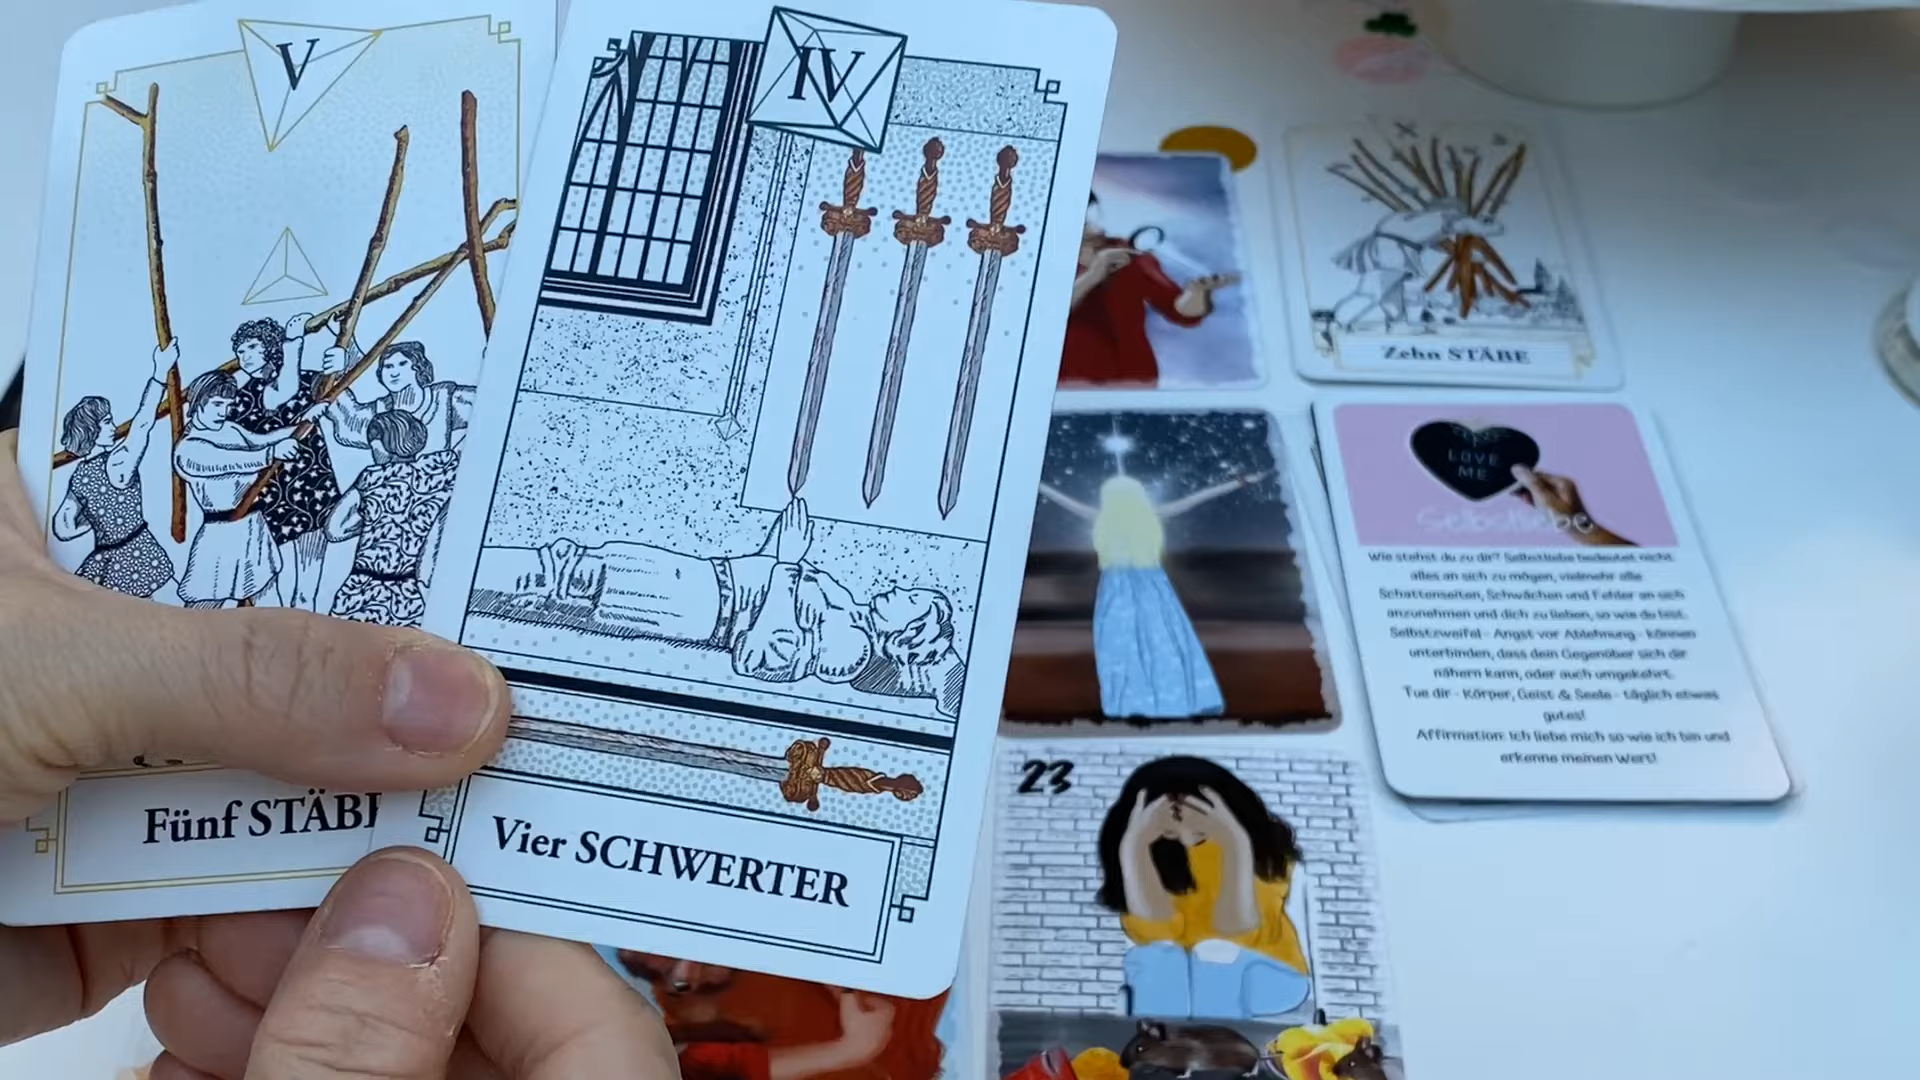 V
IV
Fünf STÄBE
Vier SCHWERTER
Zehn STÄBE
LOVE
ME
Selbstliebe
Wie stehst du zu dir? Selbstliebe bedeutet nicht,
alles an sich zu mögen, vielmehr alle
Schattenseiten, Schwächen und Fehler an sich
anzunehmen und dich zu lieben, so wie du bist.
Selbstzweifel - Angst vor Ablehnung - können
unterbinden, dass dein Gegenüber sich dir
nähern kann, oder auch umgekehrt.
Tue dir - Körper, Geist & Seele - täglich etwas
gutes!
Affirmation: Ich liebe mich so wie ich bin und
erkenne meinen Wert!
23